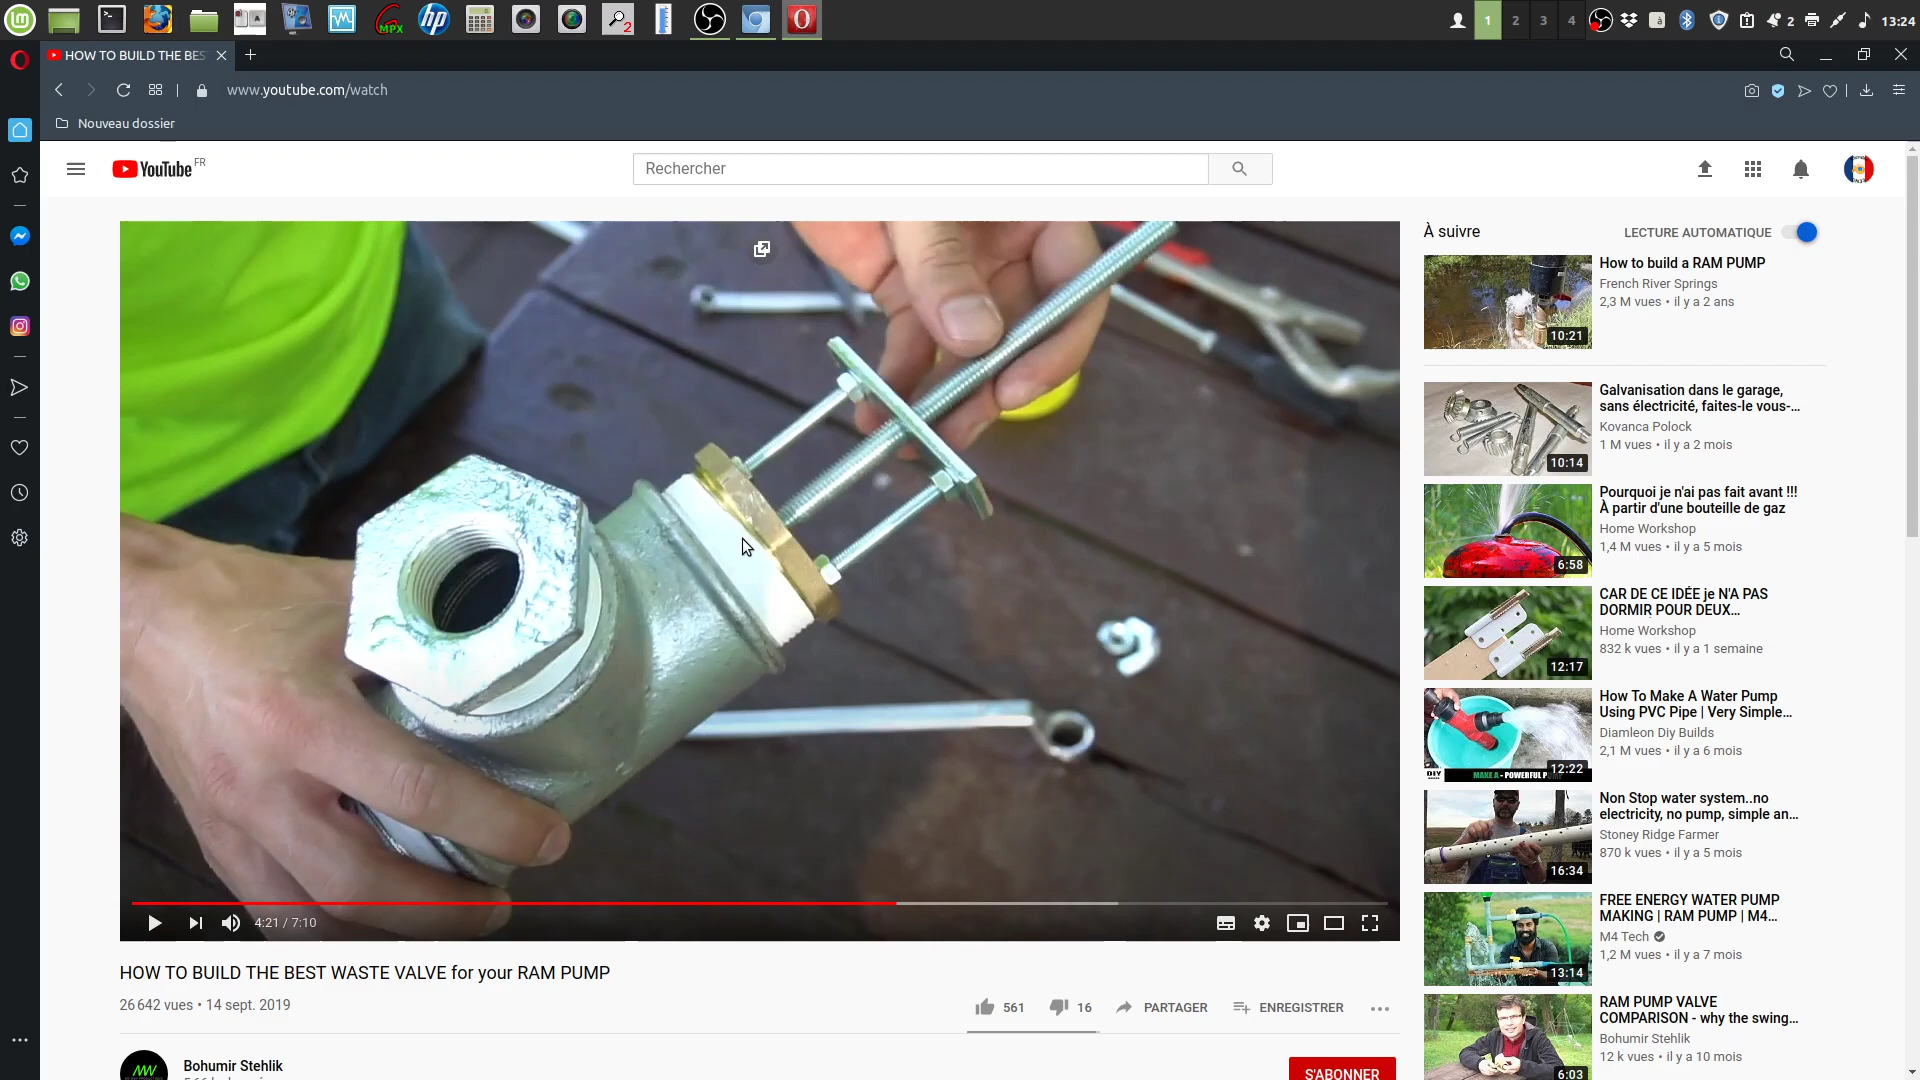 MPX
2
1
2
3
4
à
2
13:24
HOW TO BUILD THE BES
www.youtube.com/watch
Nouveau dossier
YouTube FR
Rechercher
4:21 / 7:10
HOW TO BUILD THE BEST WASTE VALVE for your RAM PUMP
26 642 vues • 14 sept. 2019
561
16
PARTAGER
ENREGISTRER
Bohumir Stehlik
S'ABONNER
À suivre
LECTURE AUTOMATIQUE
How to build a RAM PUMP
French River Springs
2,3 M vues • il y a 2 ans
10:21
Galvanisation dans le garage,
sans électricité, faites-le vous-...
Kovanca Polock
1 M vues • il y a 2 mois
10:14
Pourquoi je n'ai pas fait avant !!!
À partir d'une bouteille de gaz
Home Workshop
1,4 M vues • il y a 5 mois
6:58
CAR DE CE IDÉE je N'A PAS
DORMIR POUR DEUX...
Home Workshop
832 k vues • il y a 1 semaine
12:17
How To Make A Water Pump
Using PVC Pipe | Very Simple...
Diamleon Diy Builds
2,1 M vues • il y a 6 mois
12:22
DIY
MAKE A - POWERFUL P
Non Stop water system..no
electricity, no pump, simple an...
Stoney Ridge Farmer
870 k vues • il y a 5 mois
16:34
FREE ENERGY WATER PUMP
MAKING | RAM PUMP | M4...
M4 Tech
1,2 M vues • il y a 7 mois
13:14
RAM PUMP VALVE
COMPARISON - why the swing...
Bohumir Stehlik
12 k vues • il y a 10 mois
6:03